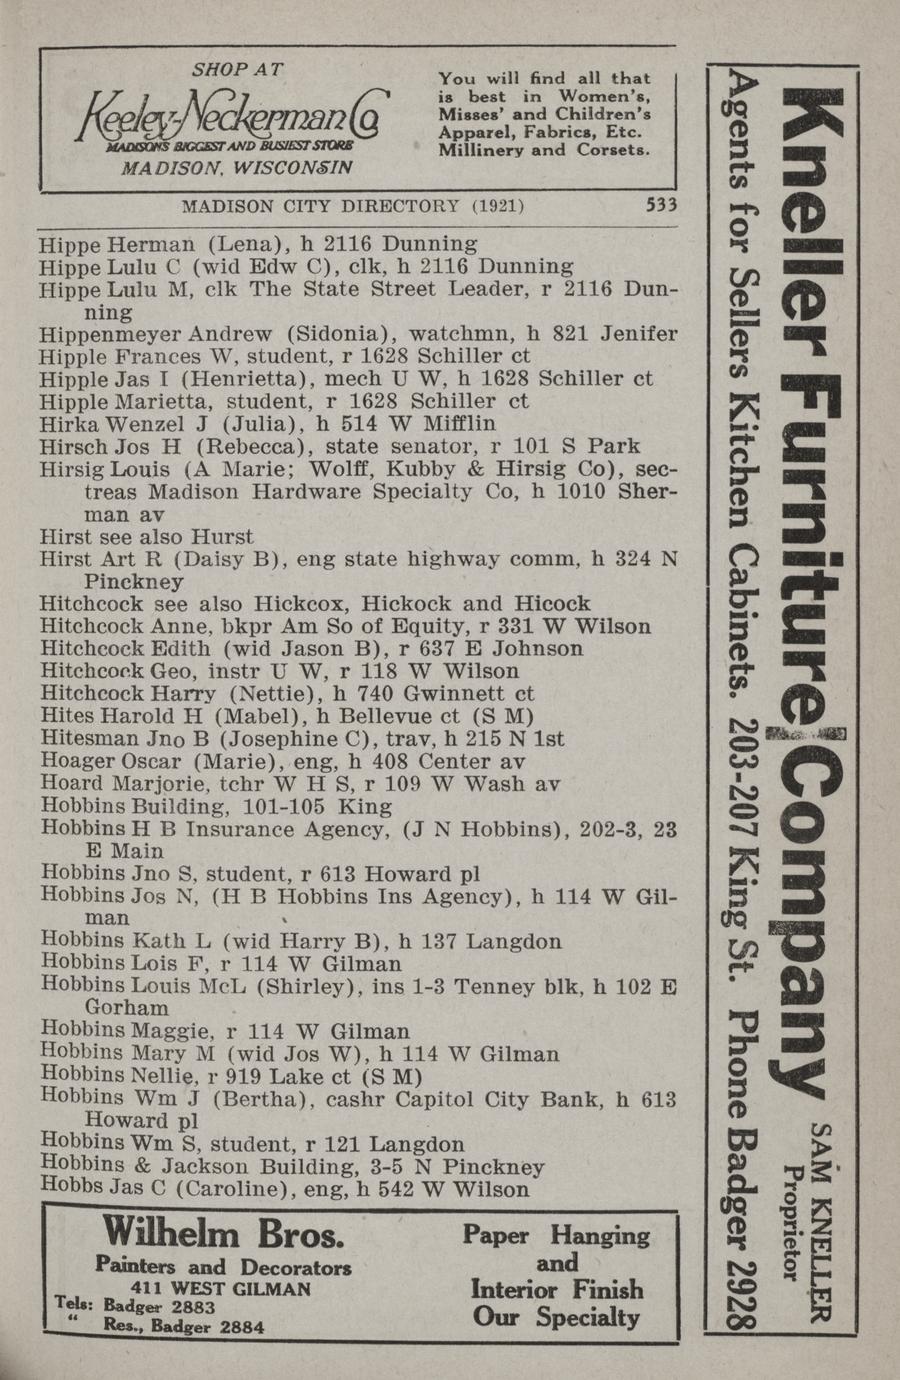 SHOP AT
Keeley-Neckerman Co
MADISON'S BIGGEST AND BUSIEST STORE
MADISON, WISCONSIN
You will find all that
is best in Women's,
Misses' and Children's
Apparel, Fabrics, Etc.
Millinery and Corsets.
MADISON CITY DIRECTORY (1921) 533
Hippe Herman (Lena), h 2116 Dunning
Hippe Lulu C (wid Edw C), clk, h 2116 Dunning
Hippe Lulu M, clk The State Street Leader, r 2116 Dun-
ning
Hippenmeyer Andrew (Sidonia), watchmn, h 821 Jenifer
Hipple Frances W, student, r 1628 Schiller ct
Hipple Jas I (Henrietta), mech U W, h 1628 Schiller ct
Hipple Marietta, student, r 1628 Schiller ct
Hirka Wenzel J (Julia), h 514 W Mifflin
Hirsch Jos H (Rebecca), state senator, r 101 S Park
Hirsig Louis (A Marie; Wolff, Kubby & Hirsig Co), sec-
treas Madison Hardware Specialty Co, h 1010 Sher-
man av
Hirst see also Hurst
Hirst Art R (Daisy B), eng state highway comm, h 324 N
Pinckney
Hitchcock see also Hickcox, Hickock and Hicock
Hitchcock Anne, bkpr Am So of Equity, r 331 W Wilson
Hitchcock Edith (wid Jason B), r 637 E Johnson
Hitchcock Geo, instr U W, r 118 W Wilson
Hitchcock Harry (Nettie), h 740 Gwinnett ct
Hites Harold H (Mabel), h Bellevue ct (S M)
Hitesman Jno B (Josephine C), trav, h 215 N 1st
Hoager Oscar (Marie), eng, h 408 Center av
Hoard Marjorie, tchr W H S, r 109 W Wash av
Hobbins Building, 101-105 King
Hobbins H B Insurance Agency, (J N Hobbins), 202-3, 23
E Main
Hobbins Jno S, student, r 613 Howard pl
Hobbins Jos N, (H B Hobbins Ins Agency), h 114 W Gil-
man
Hobbins Kath L (wid Harry B), h 137 Langdon
Hobbins Lois F, r 114 W Gilman
Hobbins Louis McL (Shirley), ins 1-3 Tenney blk, h 102 E
Gorham
Hobbins Maggie, r 114 W Gilman
Hobbins Mary M (wid Jos W), h 114 W Gilman
Hobbins Nellie, r 919 Lake ct (S M)
Hobbins Wm J (Bertha), cashr Capitol City Bank, h 613
Howard pl
Hobbins Wm S, student, r 121 Langdon
Hobbins & Jackson Building, 3-5 N Pinckney
Hobbs Jas C (Caroline), eng, h 542 W Wilson
Wilhelm Bros.
Painters and Decorators
411 WEST GILMAN
Tels: Badger 2883
" Res., Badger 2884
Paper Hanging
and
Interior Finish
Our Specialty
Kneller Furniture Company
SAM KNELLER
Proprietor
Agents for Sellers Kitchen Cabinets. 203-207 King St. Phone Badger 2928